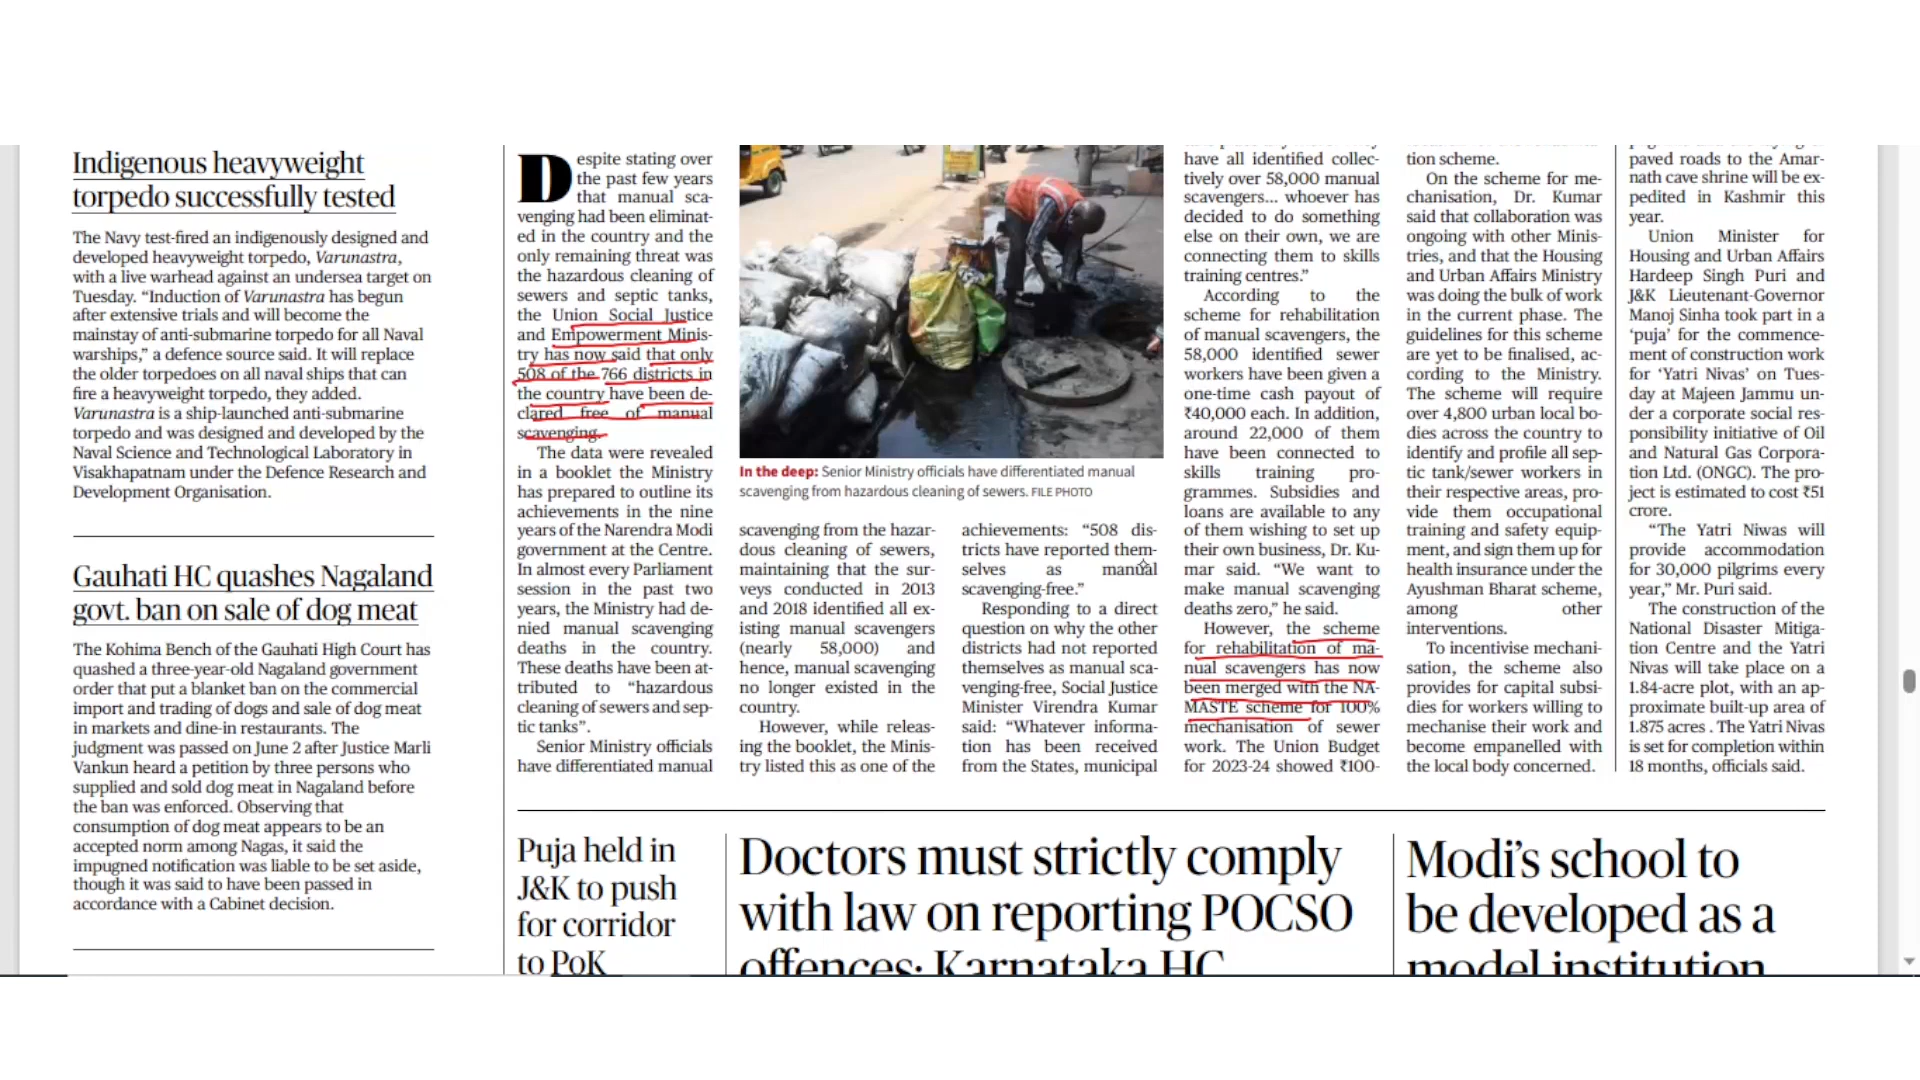 Indigenous heavyweight
torpedo successfully tested
The Navy test-fired an indigenously designed and
developed heavyweight torpedo, Varunastra,
with a live warhead against an undersea target on
Tuesday. “Induction of Varunastra has begun
after extensive trials and will become the
mainstay of anti-submarine torpedo for all Naval
warships,” a defence source said. It will replace
the older torpedoes on all naval ships that can
fire a heavyweight torpedo, they added.
Varunastra is a ship-launched anti-submarine
torpedo and was designed and developed by the
Naval Science and Technological Laboratory in
Visakhapatnam under the Defence Research and
Development Organisation.
Gauhati HC quashes Nagaland
govt. ban on sale of dog meat
The Kohima Bench of the Gauhati High Court has
quashed a three-year-old Nagaland government
order that put a blanket ban on the commercial
import and trading of dogs and sale of dog meat
in markets and dine-in restaurants. The
judgment was passed on June 2 after Justice Marli
Vankun heard a petition by three persons who
supplied and sold dog meat in Nagaland before
the ban was enforced. Observing that
consumption of dog meat appears to be an
accepted norm among Nagas, it said the
impugned notification was liable to be set aside,
though it was said to have been passed in
accordance with a Cabinet decision.
Despite stating over
the past few years
that manual sca-
venging had been eliminat-
ed in the country and the
only remaining threat was
the hazardous cleaning of
sewers and septic tanks,
the Union Social Justice
and Empowerment Minis-
try has now said that only
508 of the 766 districts in
the country have been de-
clared free of manual
scavenging.
The data were revealed
in a booklet the Ministry
has prepared to outline its
achievements in the nine
years of the Narendra Modi
government at the Centre.
In almost every Parliament
session in the past two
years, the Ministry had de-
nied manual scavenging
deaths in the country.
These deaths have been at-
tributed to “hazardous
cleaning of sewers and sep-
tic tanks”.
Senior Ministry officials
have differentiated manual
In the deep: Senior Ministry officials have differentiated manual
scavenging from hazardous cleaning of sewers. FILE PHOTO
scavenging from the hazar-
dous cleaning of sewers,
maintaining that the sur-
veys conducted in 2013
and 2018 identified all ex-
isting manual scavengers
(nearly 58,000) and
hence, manual scavenging
no longer existed in the
country.
However, while releas-
ing the booklet, the Minis-
try listed this as one of the
achievements: “508 dis-
tricts have reported them-
selves as manual
scavenging-free.”
Responding to a direct
question on why the other
districts had not reported
themselves as manual sca-
venging-free, Social Justice
Minister Virendra Kumar
said: “Whatever informa-
tion has been received
from the States, municipal
have all identified collec-
tively over 58,000 manual
scavengers... whoever has
decided to do something
else on their own, we are
connecting them to skills
training centres.”
According to the
scheme for rehabilitation
of manual scavengers, the
58,000 identified sewer
workers have been given a
one-time cash payout of
₹40,000 each. In addition,
around 22,000 of them
have been connected to
skills training pro-
grammes. Subsidies and
loans are available to any
of them wishing to set up
their own business, Dr. Ku-
mar said. “We want to
make manual scavenging
deaths zero,” he said.
However, the scheme
for rehabilitation of ma-
nual scavengers has now
been merged with the NA-
MASTE scheme for 100%
mechanisation of sewer
work. The Union Budget
for 2023-24 showed ₹100-
tion scheme.
On the scheme for me-
chanisation, Dr. Kumar
said that collaboration was
ongoing with other Minis-
tries, and that the Housing
and Urban Affairs Ministry
was doing the bulk of work
in the current phase. The
guidelines for this scheme
are yet to be finalised, ac-
cording to the Ministry.
The scheme will require
over 4,800 urban local bo-
dies across the country to
identify and profile all sep-
tic tank/sewer workers in
their respective areas, pro-
vide them occupational
training and safety equip-
ment, and sign them up for
health insurance under the
Ayushman Bharat scheme,
among other
interventions.
To incentivise mechani-
sation, the scheme also
provides for capital subsi-
dies for workers willing to
mechanise their work and
become empanelled with
the local body concerned.
paved roads to the Amar-
nath cave shrine will be ex-
pedited in Kashmir this
year.
Union Minister for
Housing and Urban Affairs
Hardeep Singh Puri and
J&K Lieutenant-Governor
Manoj Sinha took part in a
‘puja’ for the commence-
ment of construction work
for ‘Yatri Nivas’ on Tues-
day at Majeen Jammu un-
der a corporate social res-
ponsibility initiative of Oil
and Natural Gas Corpora-
tion Ltd. (ONGC). The pro-
ject is estimated to cost ₹51
crore.
“The Yatri Niwas will
provide accommodation
for 30,000 pilgrims every
year,” Mr. Puri said.
The construction of the
National Disaster Mitiga-
tion Centre and the Yatri
Nivas will take place on a
1.84-acre plot, with an ap-
proximate built-up area of
1.875 acres . The Yatri Nivas
is set for completion within
18 months, officials said.
Puja held in
J&K to push
for corridor
to PoK
Doctors must strictly comply
with law on reporting POCSO
offences: Karnataka HC
Modi’s school to
be developed as a
model institution